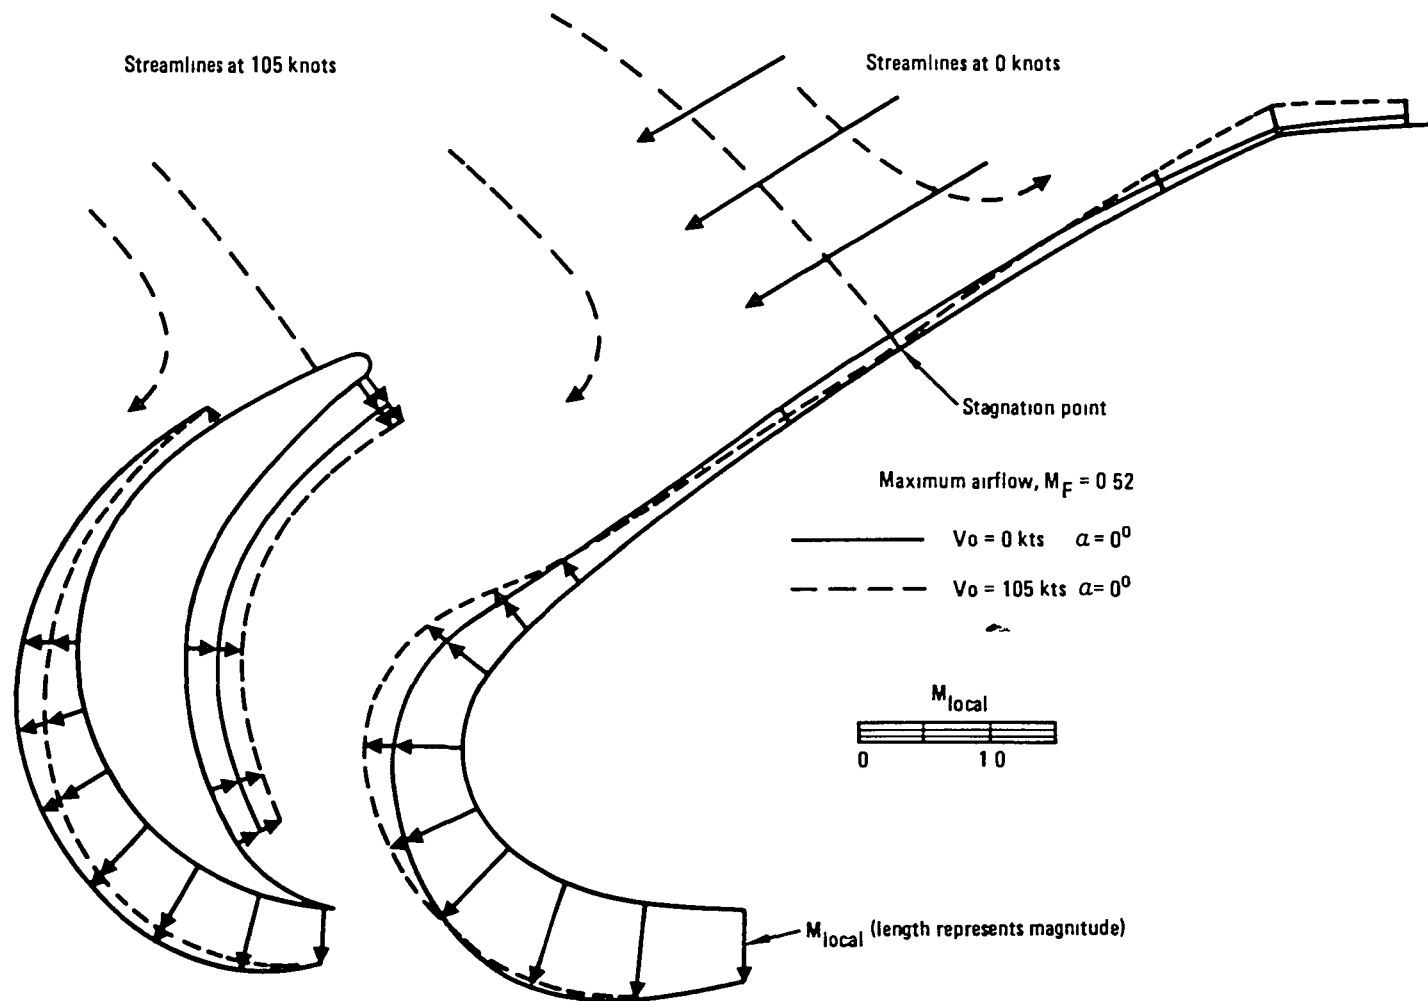 Streamlines at 105 knots
Streamlines at 0 knots
Stagnation point
Maximum airflow, M_F = 0 52
Vo = 0 kts α = 0⁰
Vo = 105 kts α = 0⁰
M_local
0 1 0
M_local (length represents magnitude)